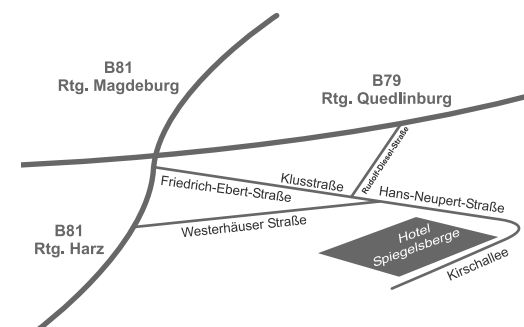 B81
Rtg. Magdeburg
B79
Rtg. Quedlinburg
Rudolf-Diesel-Straße
Klusstraße
Friedrich-Ebert-Straße
Hans-Neupert-Straße
Westerhäuser Straße
B81
Rtg. Harz
Hotel
Spiegelsberge
Kirschallee